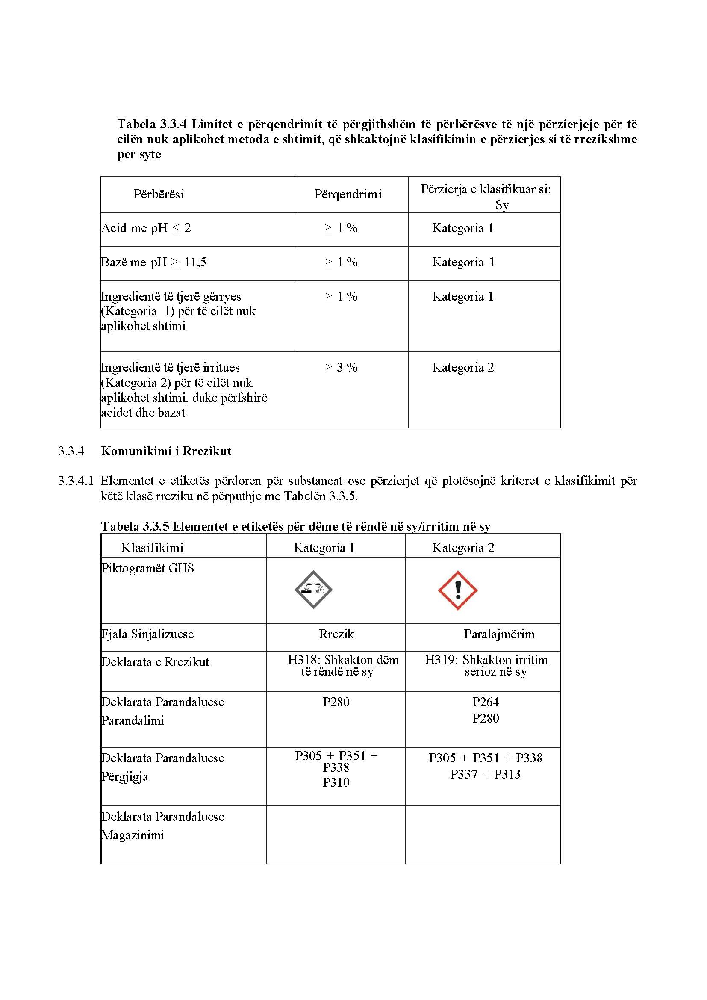 Tabela 3.3.4 Limitet e përqendrimit të përgjithshëm të përbërësve të një përzierjeje për të
cilën nuk aplikohet metoda e shtimit, që shkaktojnë klasifikimin e përzierjes si të rrezikshme
per syte
Përbërësi Përqendrimi Përzierja e klasifikuar si:
Sy
Acid me pH ≤ 2 ≥ 1 % Kategoria 1
Bazë me pH ≥ 11,5 ≥ 1 % Kategoria 1
Ingredientë të tjerë gërryes ≥ 1 % Kategoria 1
(Kategoria 1) për të cilët nuk
aplikohet shtimi
Ingredientë të tjerë irritues ≥ 3 % Kategoria 2
(Kategoria 2) për të cilët nuk
aplikohet shtimi, duke përfshirë
acidet dhe bazat
3.3.4 Komunikimi i Rrezikut
3.3.4.1 Elementet e etiketës përdoren për substancat ose përzierjet që plotësojnë kriteret e klasifikimit për
këtë klasë rreziku në përputhje me Tabelën 3.3.5.
Tabela 3.3.5 Elementet e etiketës për dëme të rëndë në sy/irritim në sy
Klasifikimi Kategoria 1 Kategoria 2
Piktogramët GHS
Fjala Sinjalizuese Rrezik Paralajmërim
Deklarata e Rrezikut H318: Shkakton dëm H319: Shkakton irritim
të rëndë në sy serioz në sy
Deklarata Parandaluese P280 P264
Parandalimi P280
Deklarata Parandaluese P305 + P351 + P305 + P351 + P338
P338
Përgjigja P310 P337 + P313
Deklarata Parandaluese
Magazinimi